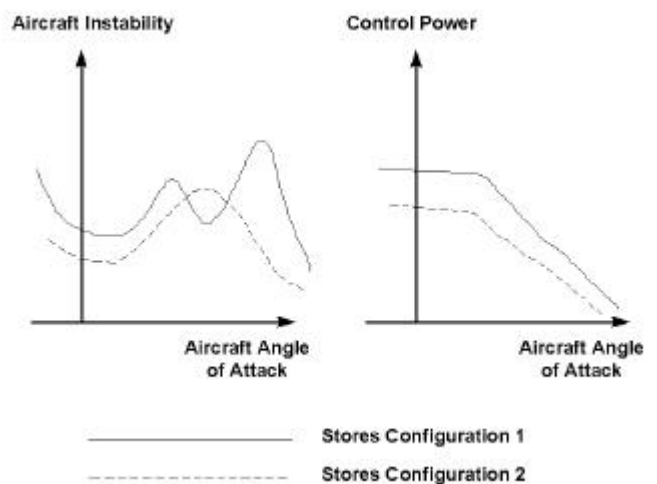 Aircraft Instability
Control Power
Aircraft Angle
of Attack
Aircraft Angle
of Attack
Stores Configuration 1
Stores Configuration 2